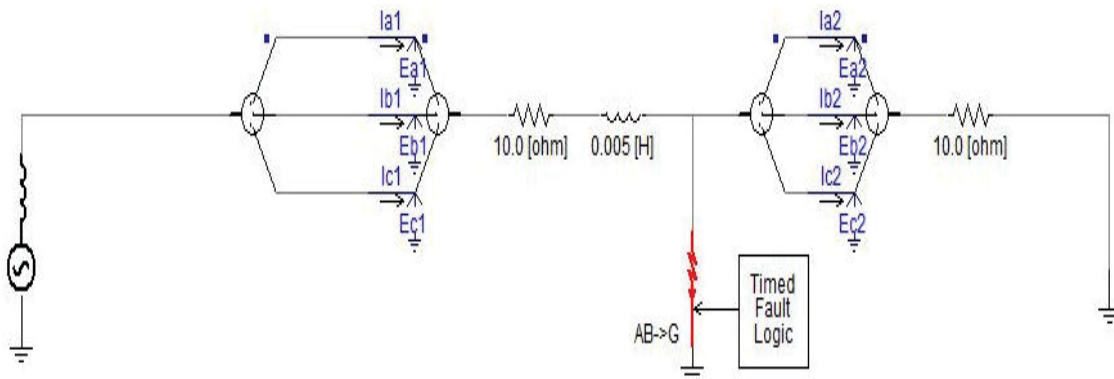 Ia1
Ea1
Ib1
Eb1
Ic1
Ec1
10.0 [ohm]
0.005 [H]
Ia2
Ea2
Ib2
Eb2
Ic2
Ec2
10.0 [ohm]
AB->G
Timed
Fault
Logic